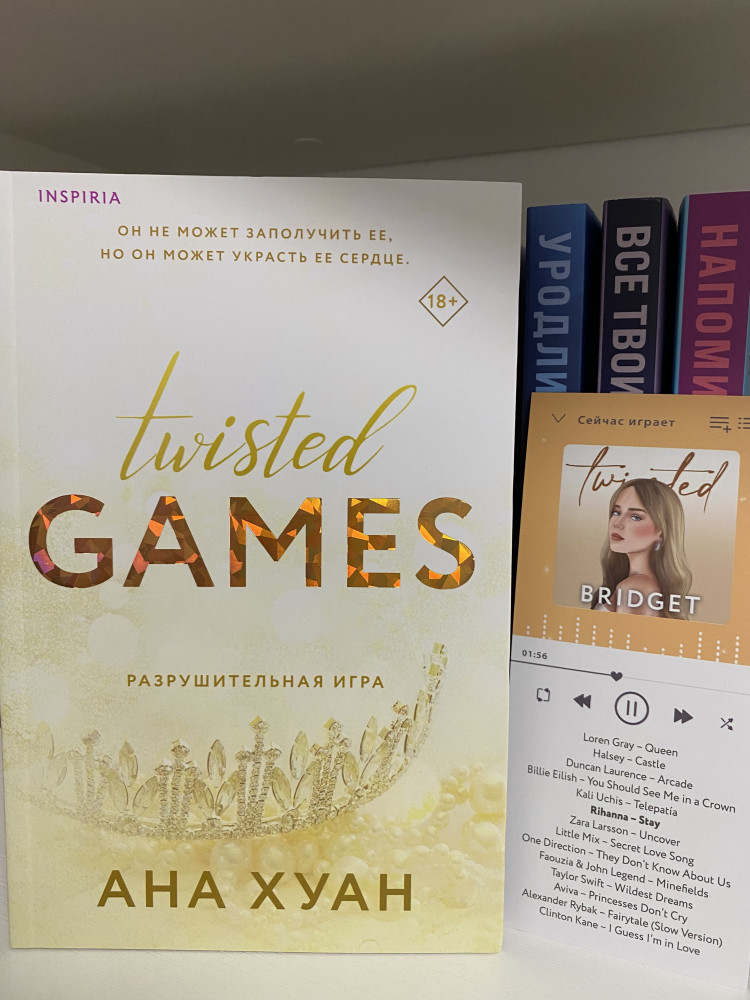 INSPIRIA
ОН НЕ МОЖЕТ ЗАПОЛУЧИТЬ ЕЕ,
НО ОН МОЖЕТ УКРАСТЬ ЕЕ СЕРДЦЕ.
18+
twisted
GAMES
РАЗРУШИТЕЛЬНАЯ ИГРА
АНА ХУАН
УРОДЛИ
ВСЕ ТВОИ
НАПОМИ
Сейчас играет
twisted
BRIDGET
01:56
Loren Gray – Queen
Halsey – Castle
Duncan Laurence – Arcade
Billie Eilish – You Should See Me in a Crown
Kali Uchis – Telepatía
Rihanna – Stay
Zara Larsson – Uncover
Little Mix – Secret Love Song
One Direction – They Don't Know About Us
Faouzia & John Legend – Minefields
Taylor Swift – Wildest Dreams
Aviva – Princesses Don't Cry
Alexander Rybak – Fairytale (Slow Version)
Clinton Kane – I Guess I'm in Love